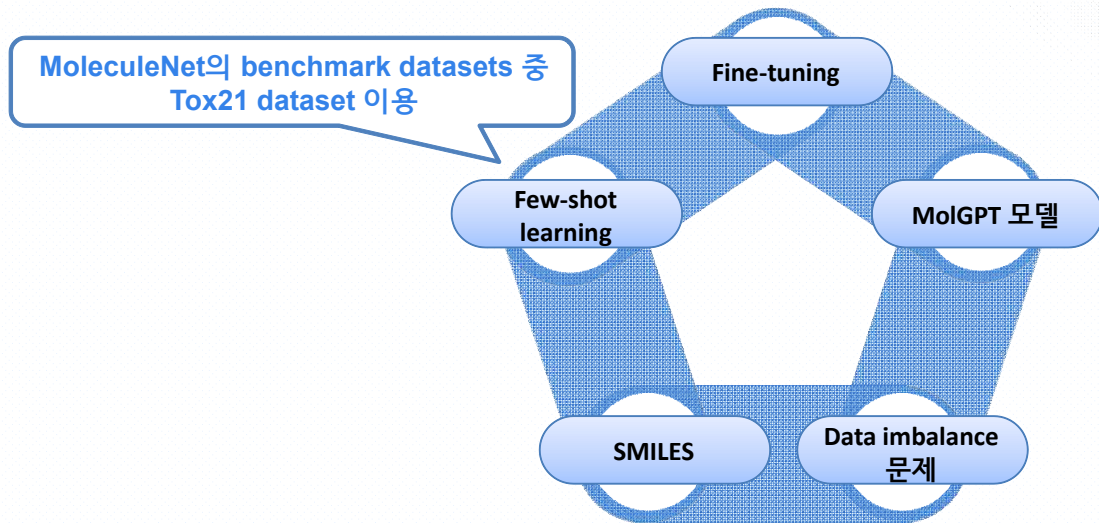 MoleculeNet의 benchmark datasets 중
Tox21 dataset 이용
Fine-tuning
Few-shot
learning
MolGPT 모델
SMILES
Data imbalance
문제